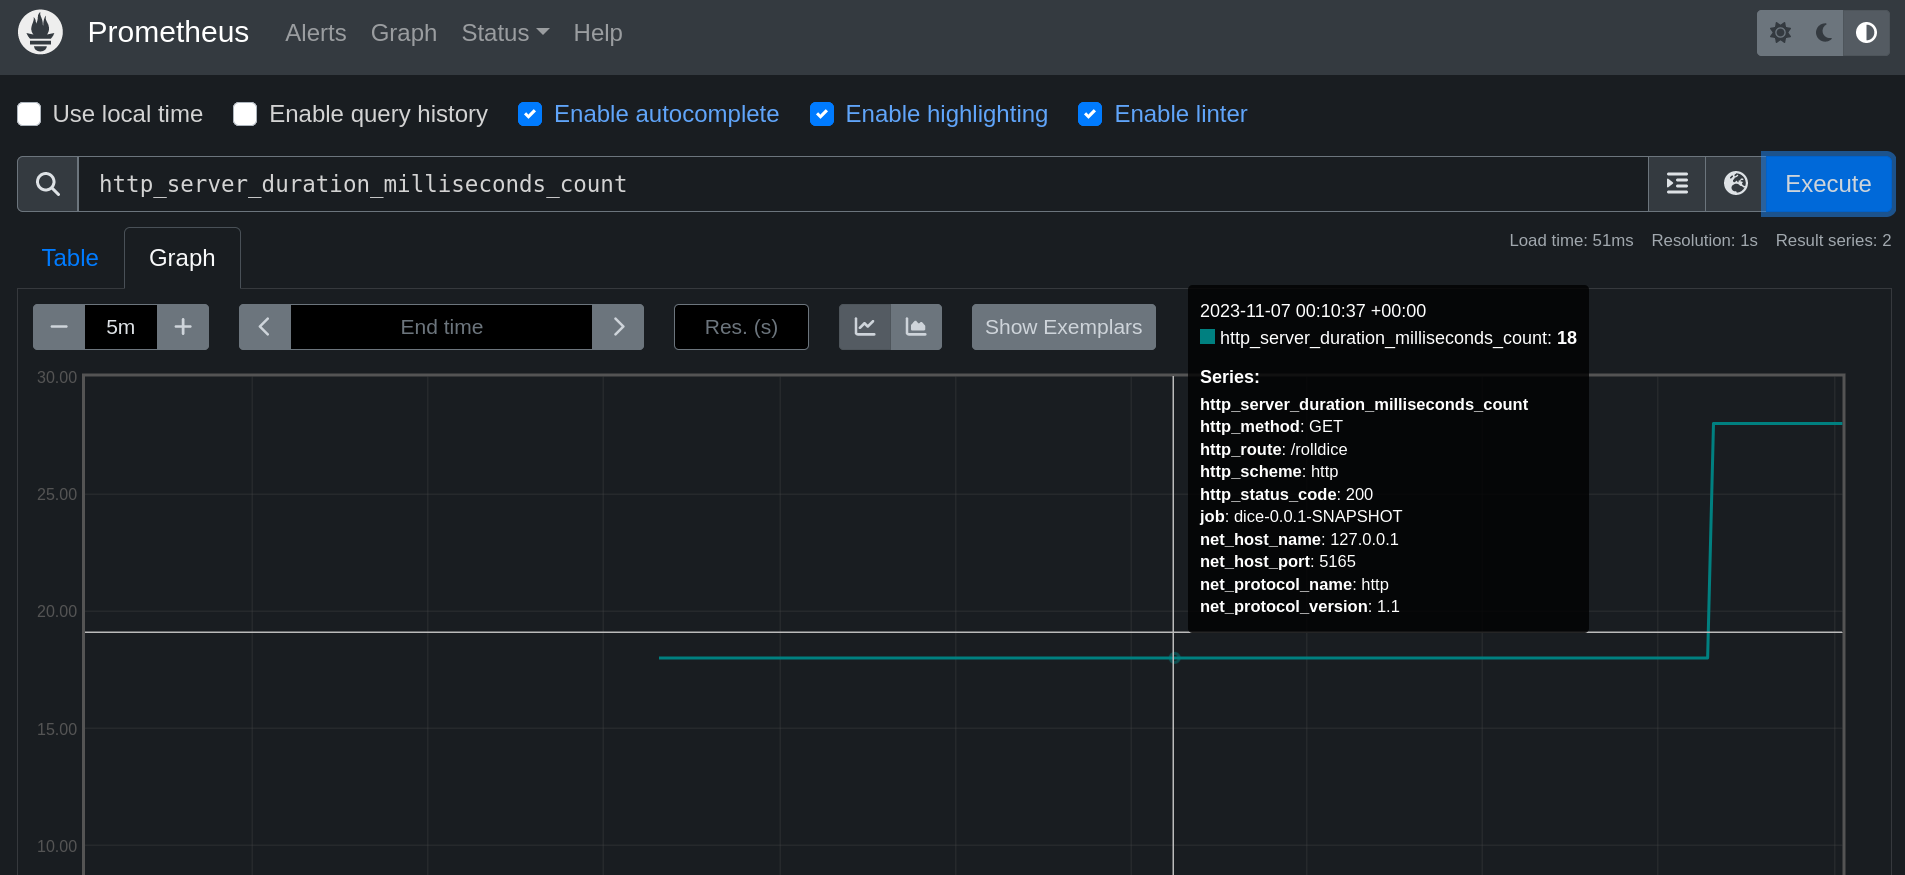 Prometheus Alerts Graph Status Help
Use local time Enable query history Enable autocomplete Enable highlighting Enable linter
http_server_duration_milliseconds_count Execute
Table Graph Load time: 51ms Resolution: 1s Result series: 2
5m End time Res. (s) Show Exemplars
2023-11-07 00:10:37 +00:00
http_server_duration_milliseconds_count: 18
Series:
http_server_duration_milliseconds_count
http_method: GET
http_route: /rolldice
http_scheme: http
http_status_code: 200
job: dice-0.0.1-SNAPSHOT
net_host_name: 127.0.0.1
net_host_port: 5165
net_protocol_name: http
net_protocol_version: 1.1
30.00
25.00
20.00
15.00
10.00